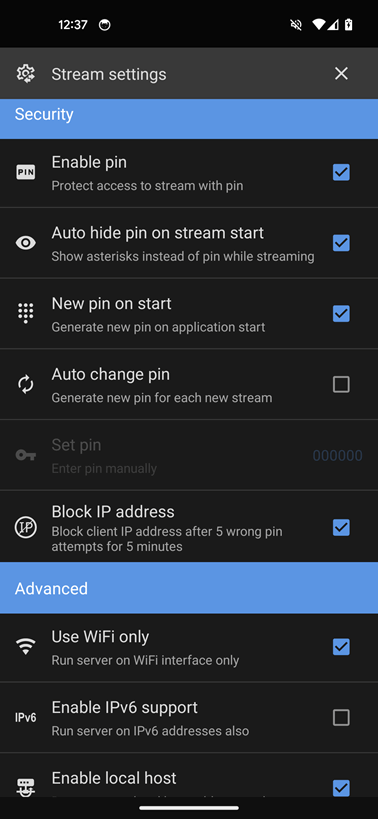 12:37
Stream settings
Security
PIN
Enable pin
Protect access to stream with pin
Auto hide pin on stream start
Show asterisks instead of pin while streaming
New pin on start
Generate new pin on application start
Auto change pin
Generate new pin for each new stream
Set pin
000000
Enter pin manually
IP
Block IP address
Block client IP address after 5 wrong pin
attempts for 5 minutes
Advanced
Use WiFi only
Run server on WiFi interface only
IPv6
Enable IPv6 support
Run server on IPv6 addresses also
Enable local host